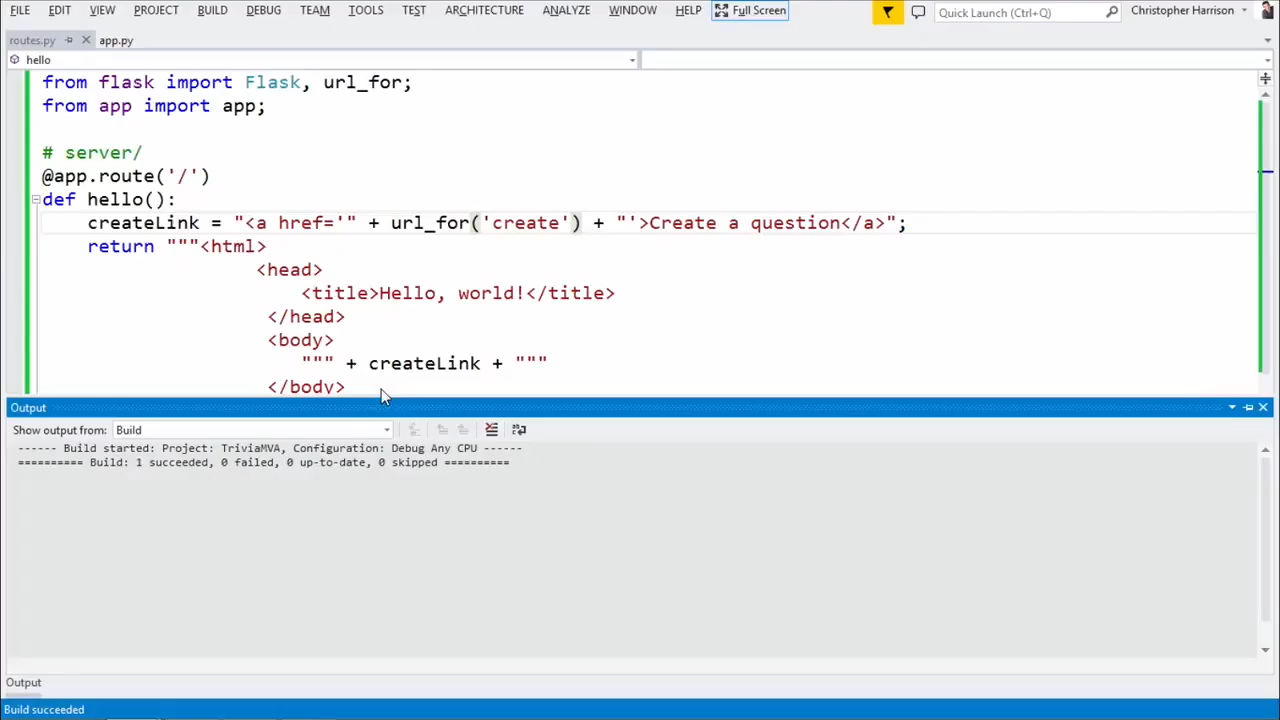 FILE EDIT VIEW PROJECT BUILD DEBUG TEAM TOOLS TEST ARCHITECTURE ANALYZE WINDOW HELP Full Screen Quick Launch (Ctrl+Q) Christopher Harrison
routes.py app.py
hello
from flask import Flask, url_for;
from app import app;
# server/
@app.route('/')
def hello():
createLink = "<a href='" + url_for('create') + "'>Create a question</a>";
return """<html>
<head>
<title>Hello, world!</title>
</head>
<body>
""" + createLink + """
</body>
Output
Show output from: Build
------ Build started: Project: TriviaMVA, Configuration: Debug Any CPU ------
========== Build: 1 succeeded, 0 failed, 0 up-to-date, 0 skipped ==========
Output
Build succeeded